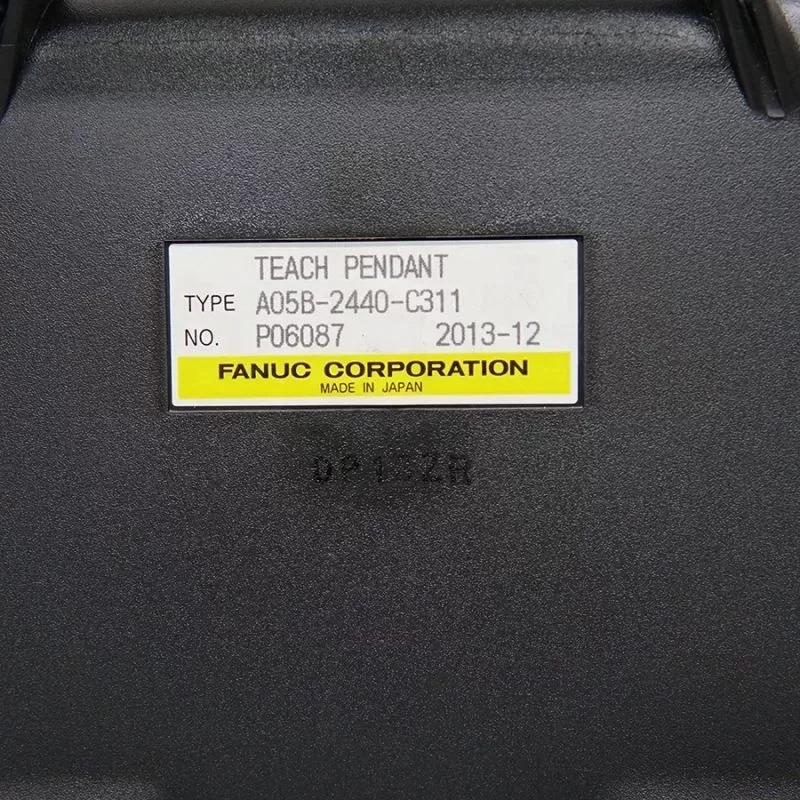 TEACH PENDANT
TYPE A05B-2440-C311
NO. P06087 2013-12
FANUC CORPORATION
MADE IN JAPAN